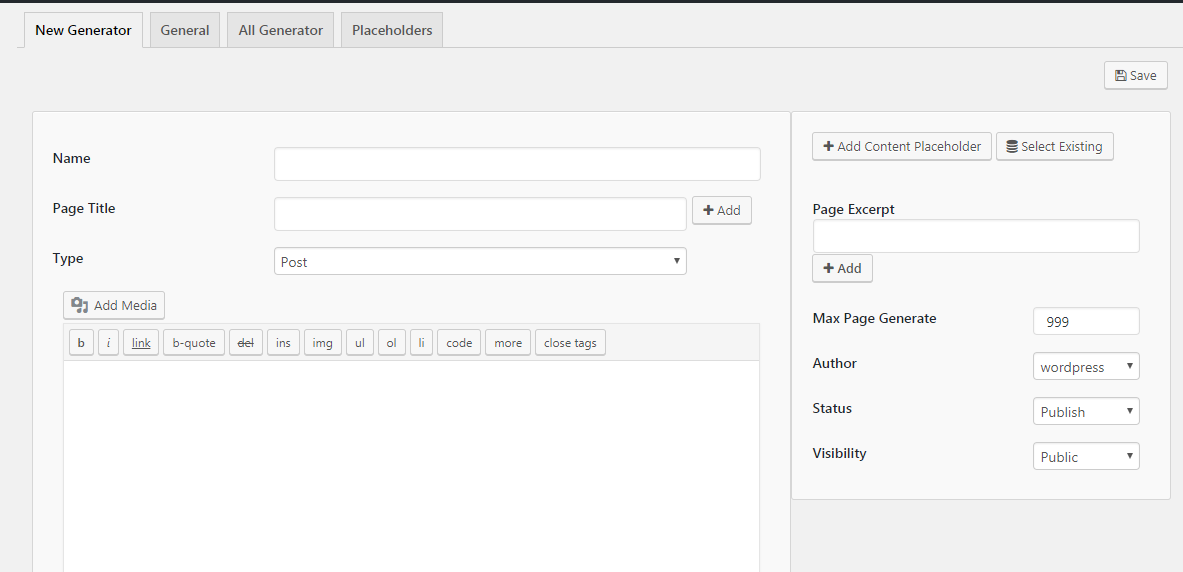 New Generator General All Generator Placeholders
Save
Name
Page Title
Add
Type
Post
Add Media
b i link b-quote del ins img ul ol li code more close tags
Add Content Placeholder Select Existing
Page Excerpt
Add
Max Page Generate 999
Author wordpress
Status Publish
Visibility Public